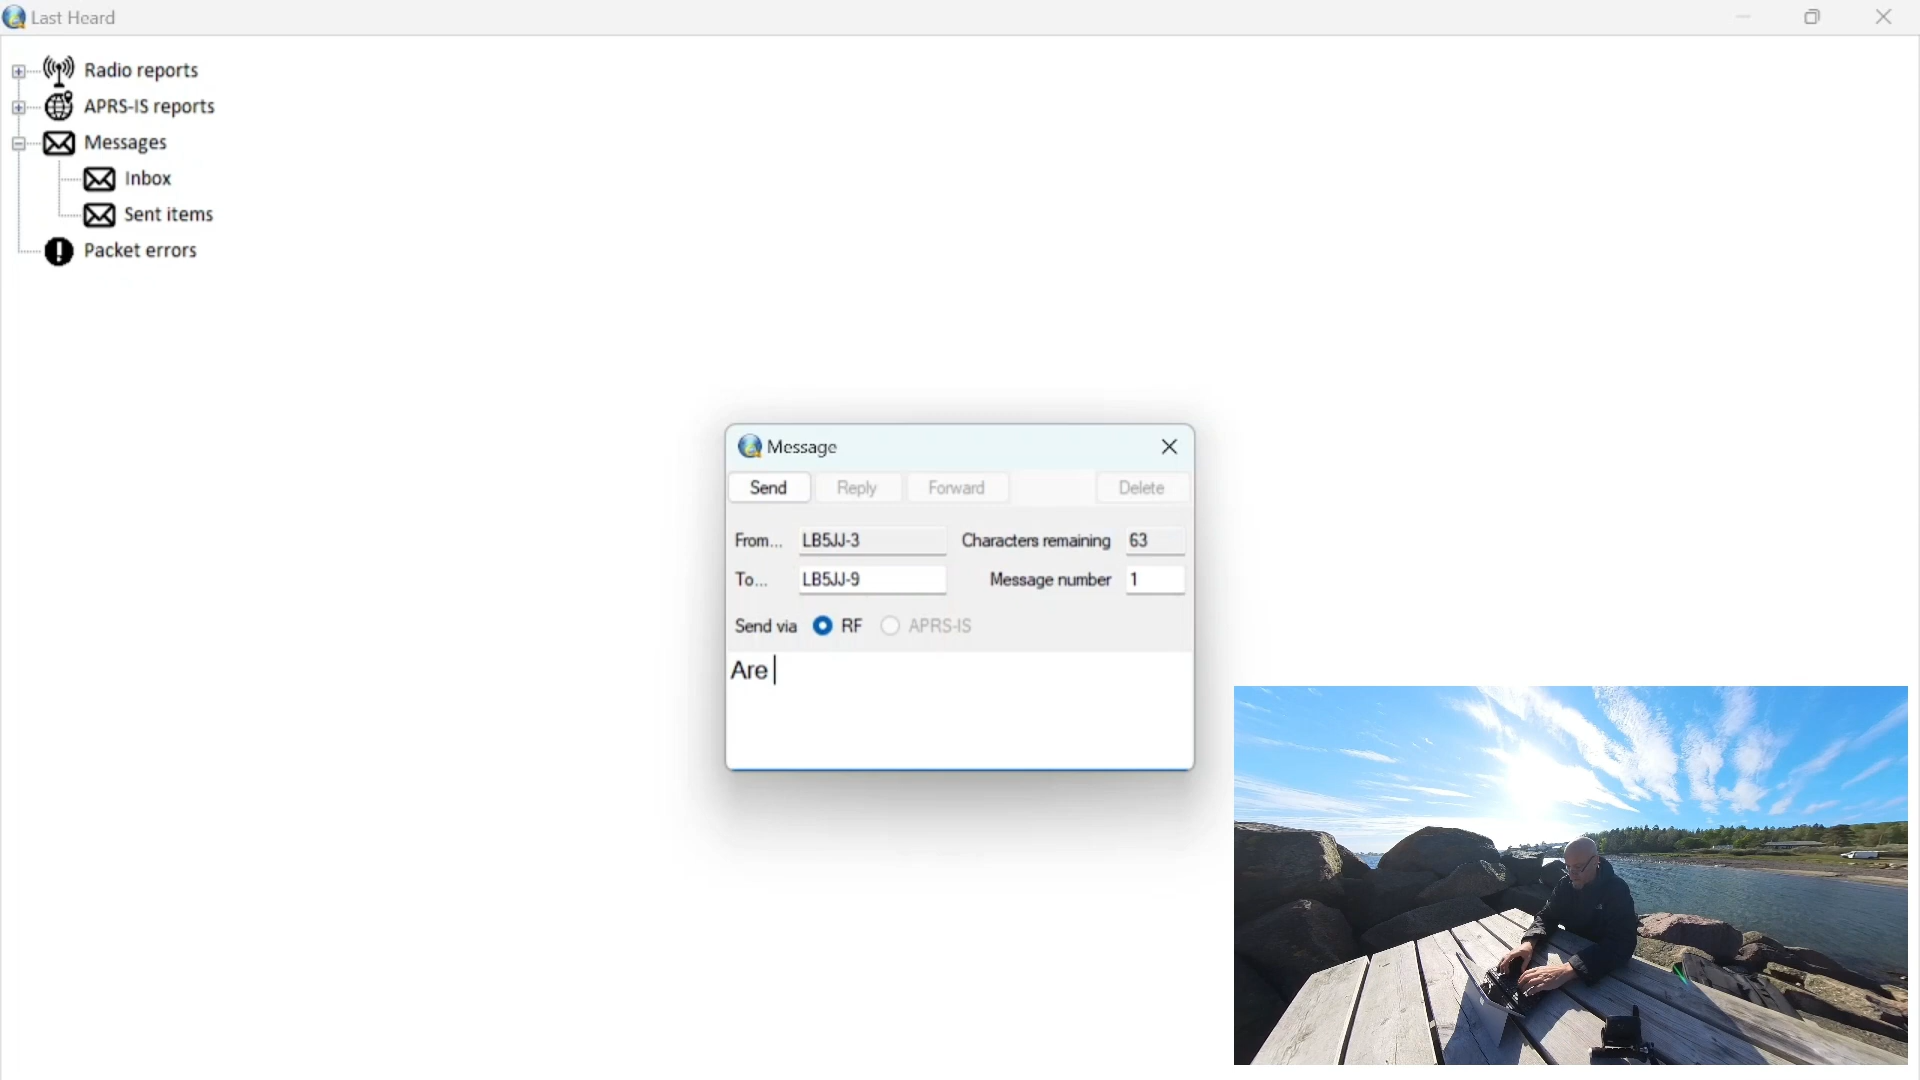 Last Heard
Radio reports
APRS-IS reports
Messages
Inbox
Sent items
Packet errors
Message
Send Reply Forward Delete
From... LB5JJ-3 Characters remaining 63
To... LB5JJ-9 Message number 1
Send via RF APRS-IS
Are